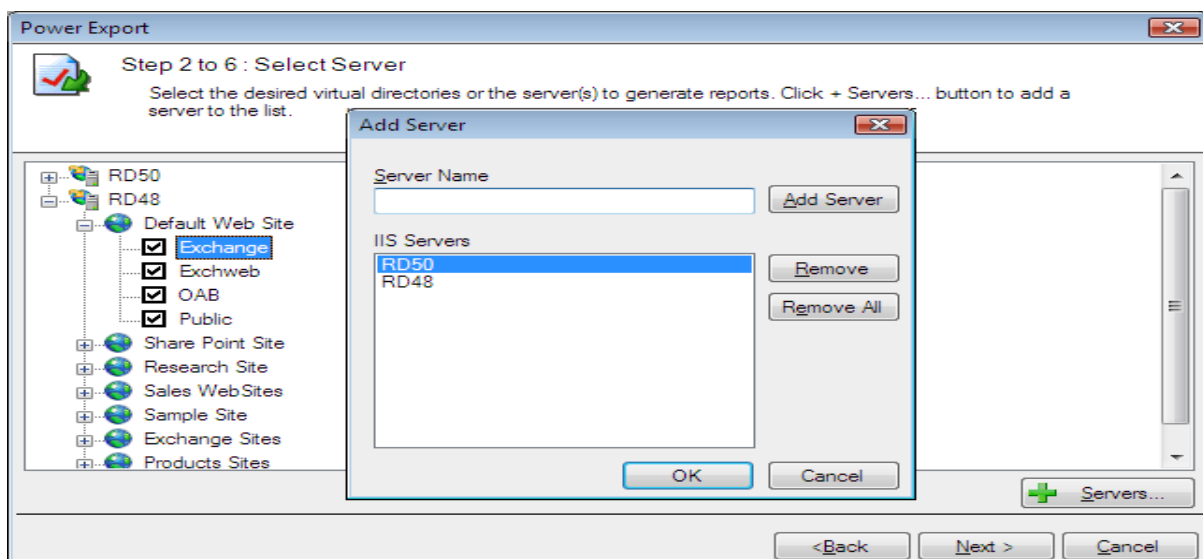 Power Export
Step 2 to 6 : Select Server
Select the desired virtual directories or the server(s) to generate reports. Click + Servers... button to add a
server to the list.
RD50
RD48
Default Web Site
Exchange
Exchweb
OAB
Public
Share Point Site
Research Site
Sales WebSites
Sample Site
Exchange Sites
Products Sites
Add Server
Server Name
Add Server
IIS Servers
RD50
RD48
Remove
Remove All
OK
Cancel
Servers...
<Back
Next >
Cancel